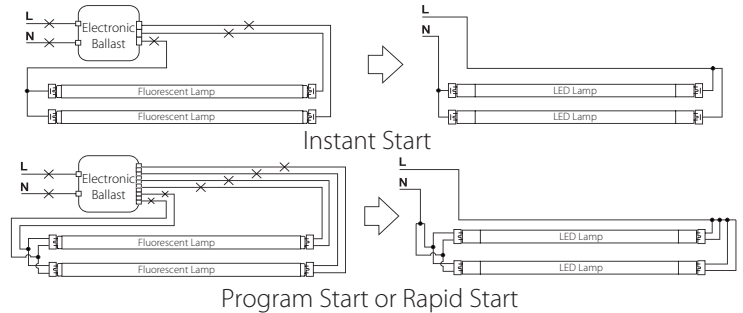 L
N
Electronic
Ballast
Fluorescent Lamp
Fluorescent Lamp
L
N
LED Lamp
LED Lamp
Instant Start
L
N
Electronic
Ballast
Fluorescent Lamp
Fluorescent Lamp
L
N
LED Lamp
LED Lamp
Program Start or Rapid Start